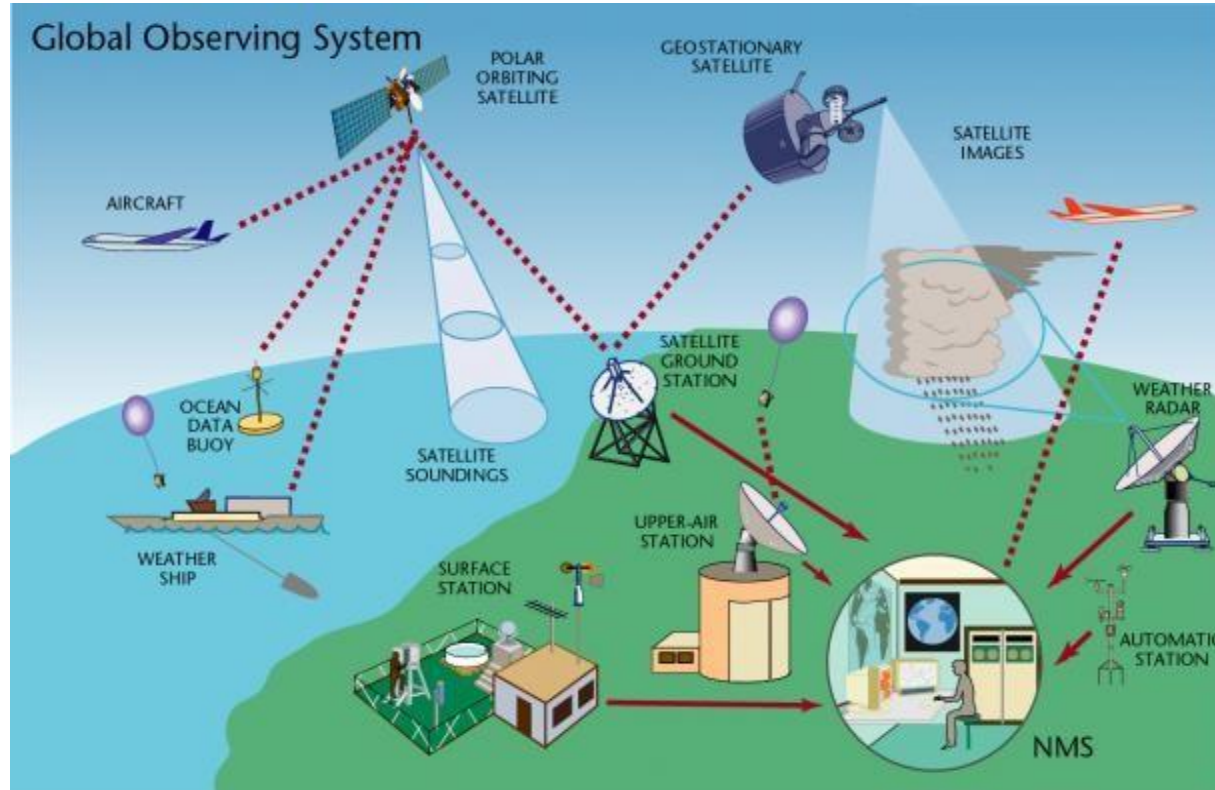 Global Observing System
POLAR
ORBITING
SATELLITE
GEOSTATIONARY
SATELLITE
SATELLITE
IMAGES
AIRCRAFT
SATELLITE
GROUND
STATION
WEATHER
RADAR
OCEAN
DATA
BUOY
SATELLITE
SOUNDINGS
UPPER-AIR
STATION
WEATHER
SHIP
SURFACE
STATION
AUTOMATIC
STATION
NMS